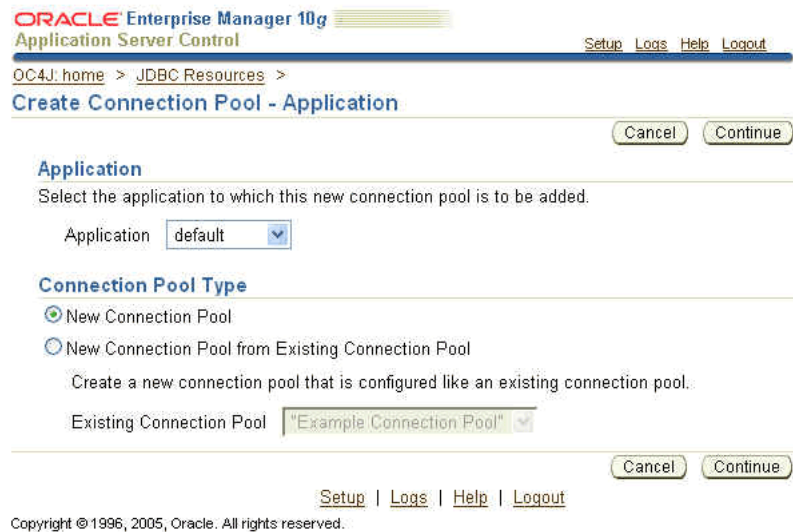 ORACLE Enterprise Manager 10g
Application Server Control
Setup Logs Help Logout
OC4J: home > JDBC Resources >
Create Connection Pool - Application
Cancel Continue
Application
Select the application to which this new connection pool is to be added.
Application default
Connection Pool Type
New Connection Pool
New Connection Pool from Existing Connection Pool
Create a new connection pool that is configured like an existing connection pool.
Existing Connection Pool "Example Connection Pool"
Cancel Continue
Setup | Logs | Help | Logout
Copyright © 1996, 2005, Oracle. All rights reserved.